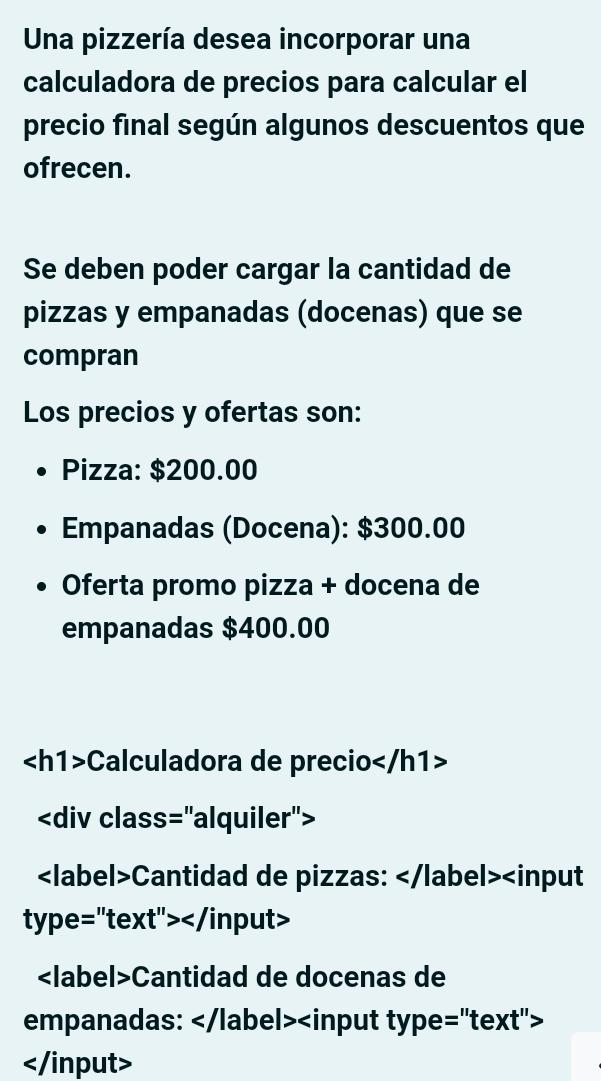 Una pizzería desea incorporar una
calculadora de precios para calcular el
precio final según algunos descuentos que
ofrecen.
Se deben poder cargar la cantidad de
pizzas y empanadas (docenas) que se
compran
Los precios y ofertas son:
• Pizza: $200.00
• Empanadas (Docena): $300.00
• Oferta promo pizza + docena de
empanadas $400.00
<h1>Calculadora de precio</h1>
<div class="alquiler">
<label>Cantidad de pizzas: </label><input
type="text"></input>
<label>Cantidad de docenas de
empanadas: </label><input type="text">
</input>